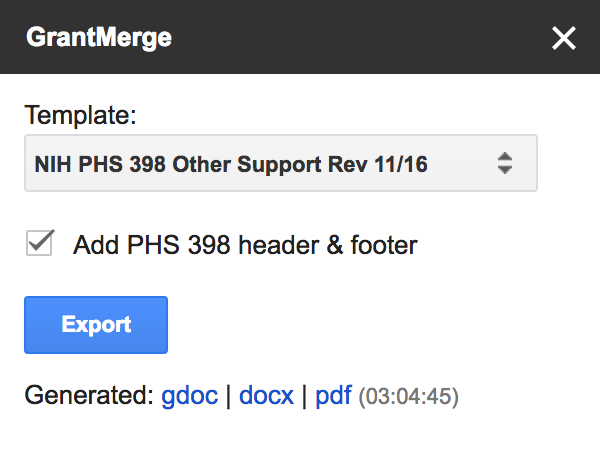 GrantMerge
Template:
NIH PHS 398 Other Support Rev 11/16
Add PHS 398 header & footer
Export
Generated: gdoc | docx | pdf (03:04:45)